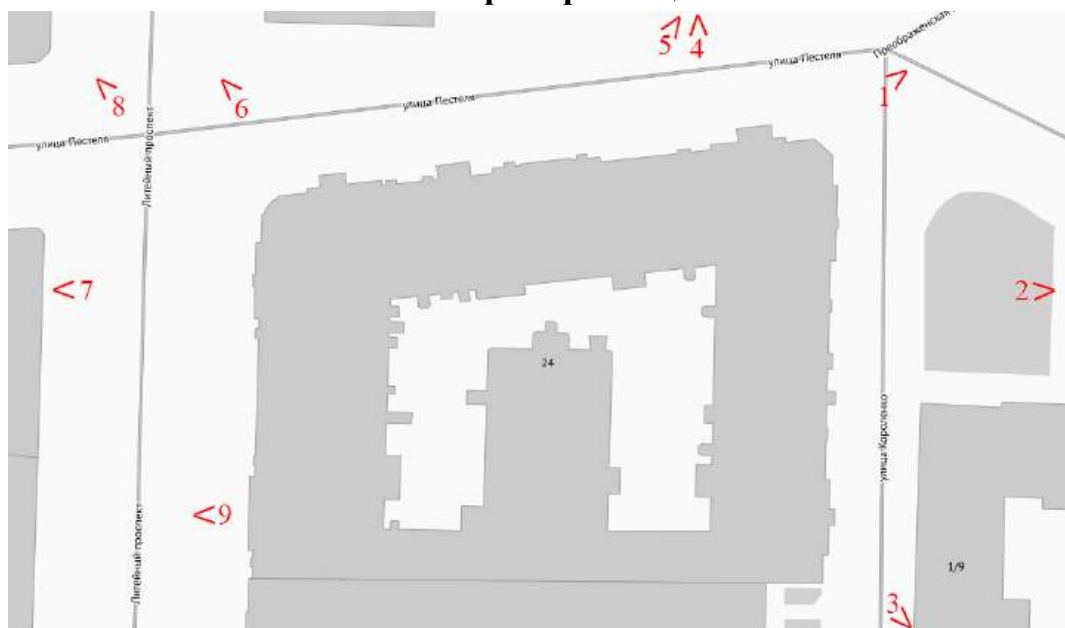 5 4
улица Пестеля
Преображенская
1
8
6
улица Пестеля
улица Пестеля
Литейный проспект
2
7
24
улица Короленко
9
Литейный проспект
1/9
3